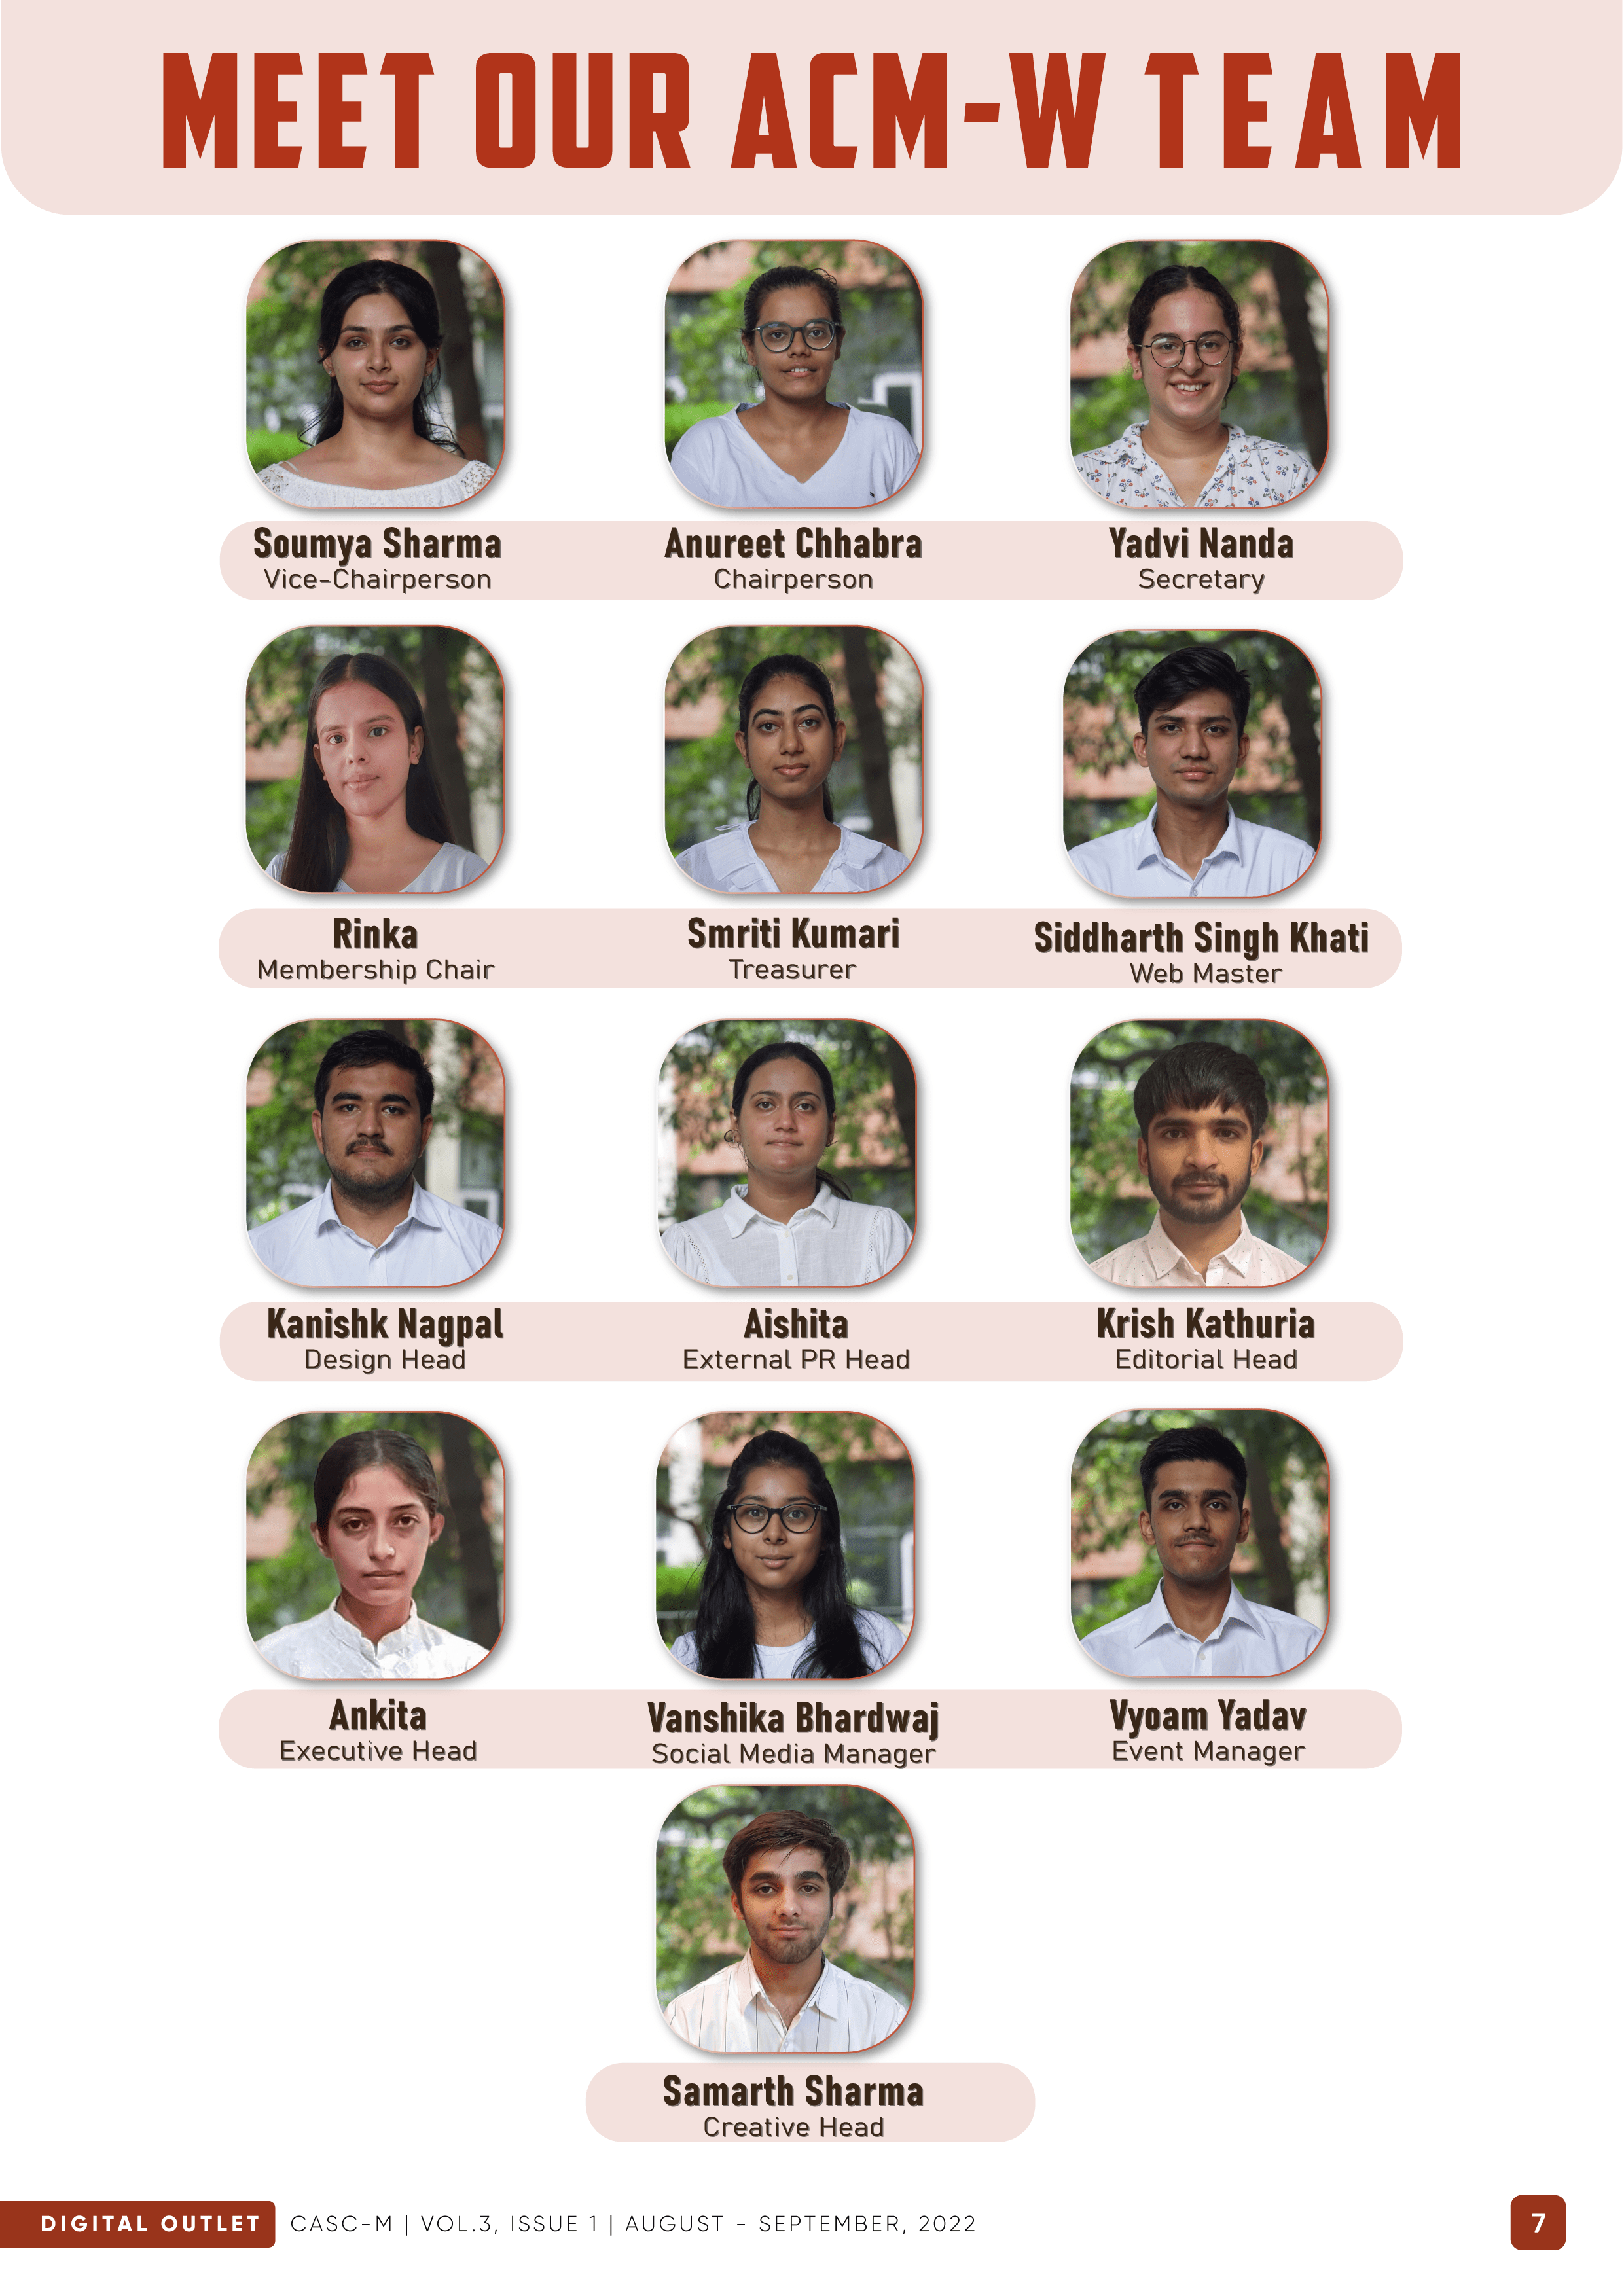 MEET OUR ACM-W TEAM
Soumya Sharma
Vice-Chairperson
Anureet Chhabra
Chairperson
Yadvi Nanda
Secretary
Rinka
Membership Chair
Smriti Kumari
Treasurer
Siddharth Singh Khati
Web Master
Kanishk Nagpal
Design Head
Aishita
External PR Head
Krish Kathuria
Editorial Head
Ankita
Executive Head
Vanshika Bhardwaj
Social Media Manager
Vyoam Yadav
Event Manager
Samarth Sharma
Creative Head
DIGITAL OUTLET CASC-M | VOL.3, ISSUE 1 | AUGUST - SEPTEMBER, 2022 7